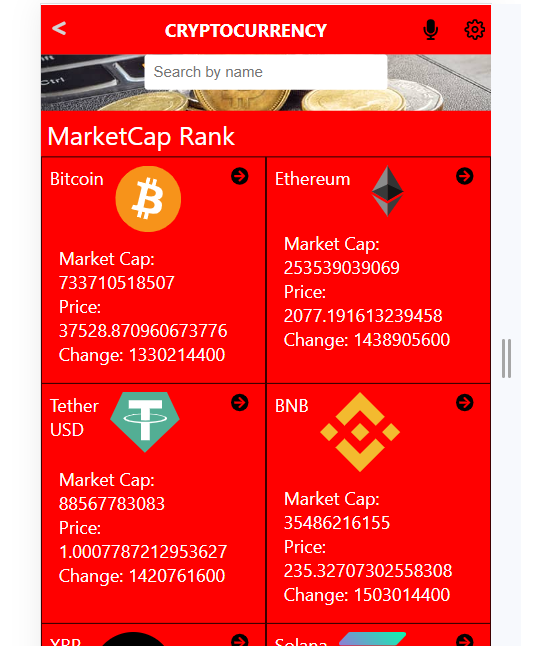 <
CRYPTOCURRENCY
Search by name
MarketCap Rank
Bitcoin
Market Cap:
733710518507
Price:
37528.870960673776
Change: 1330214400
Ethereum
Market Cap:
253539039069
Price:
2077.191613239458
Change: 1438905600
Tether
USD
Market Cap:
88567783083
Price:
1.0007787212953627
Change: 1420761600
BNB
Market Cap:
35486216155
Price:
235.32707302558308
Change: 1503014400
XRP
Solana